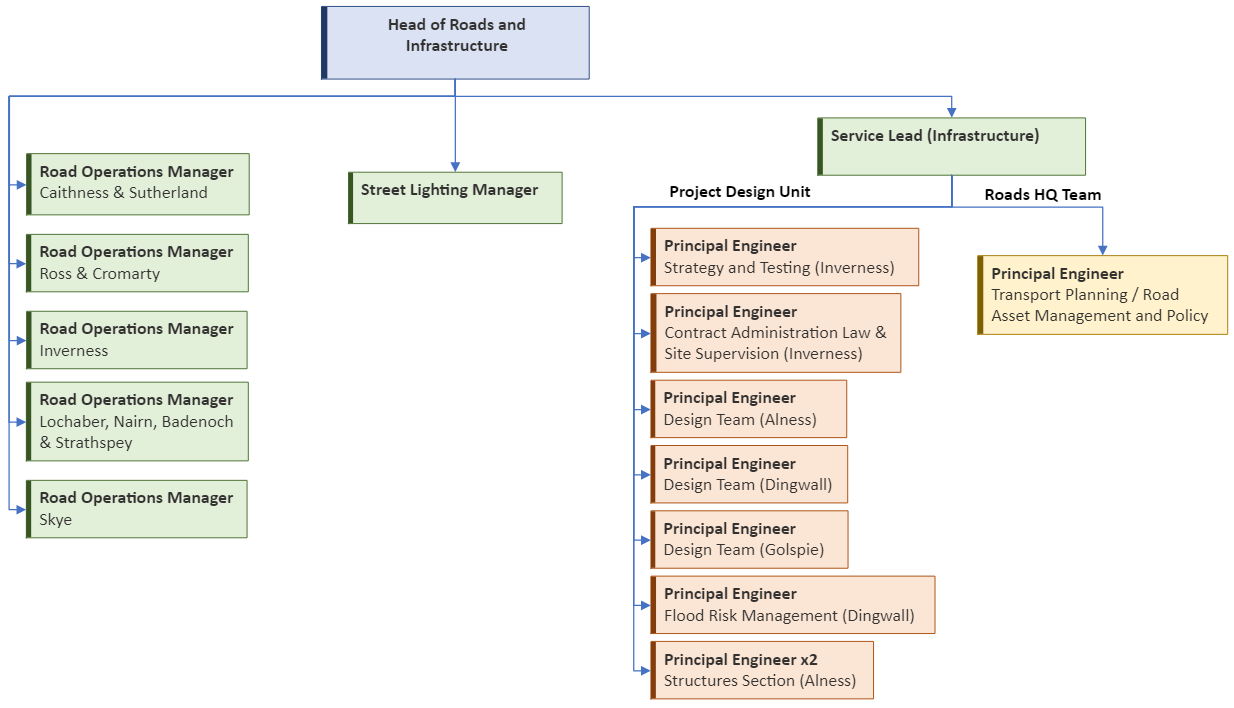 Head of Roads and
Infrastructure
Road Operations Manager
Caithness & Sutherland
Road Operations Manager
Ross & Cromarty
Road Operations Manager
Inverness
Road Operations Manager
Lochaber, Nairn, Badenoch
& Strathspey
Road Operations Manager
Skye
Street Lighting Manager
Service Lead (Infrastructure)
Project Design Unit
Principal Engineer
Strategy and Testing (Inverness)
Principal Engineer
Contract Administration Law &
Site Supervision (Inverness)
Principal Engineer
Design Team (Alness)
Principal Engineer
Design Team (Dingwall)
Principal Engineer
Design Team (Golspie)
Principal Engineer
Flood Risk Management (Dingwall)
Principal Engineer x2
Structures Section (Alness)
Roads HQ Team
Principal Engineer
Transport Planning / Road
Asset Management and Policy